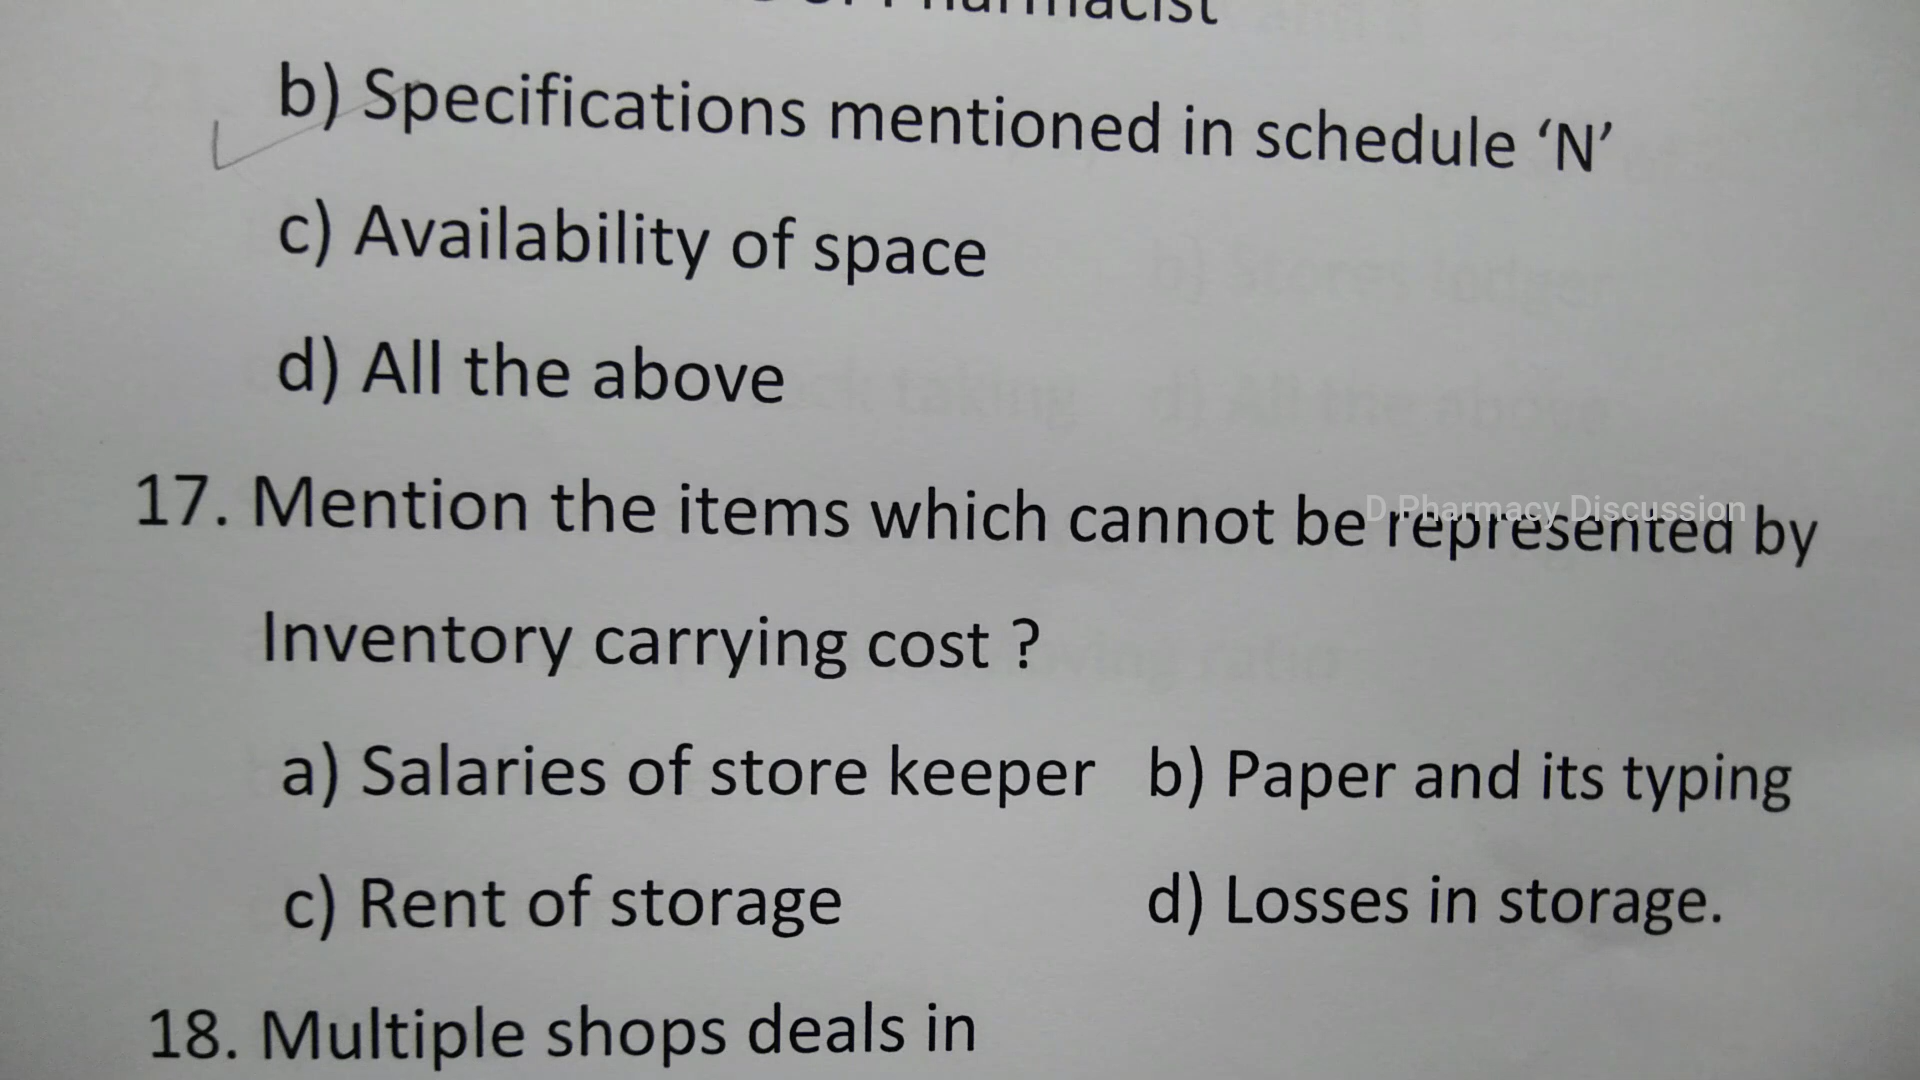 Pharmacist
b) Specifications mentioned in schedule ‘N’
c) Availability of space
d) All the above
17. Mention the items which cannot be represented by
D.Pharmacy Discussion
Inventory carrying cost ?
a) Salaries of store keeper b) Paper and its typing
c) Rent of storage d) Losses in storage.
18. Multiple shops deals in